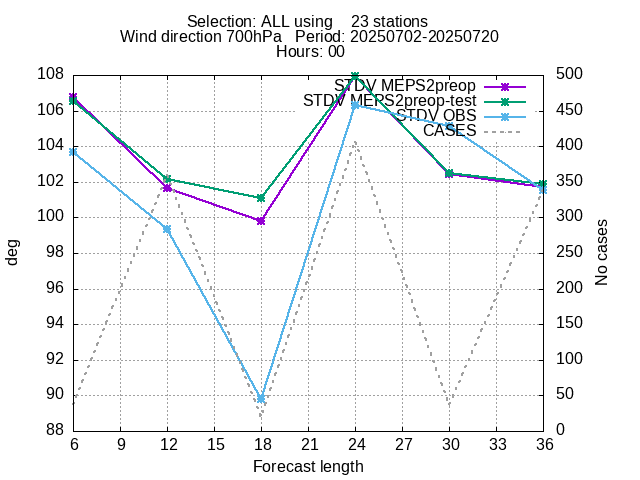 Selection: ALL using    23 stations
Wind direction 700hPa   Period: 20250702-20250720
Hours: 00
STDV MEPS2preop
STDV MEPS2preop-test
STDV OBS
CASES
108
106
104
102
100
98
96
94
92
90
88
deg
500
450
400
350
300
250
200
150
100
50
0
No cases
6 9 12 15 18 21 24 27 30 33 36
Forecast length